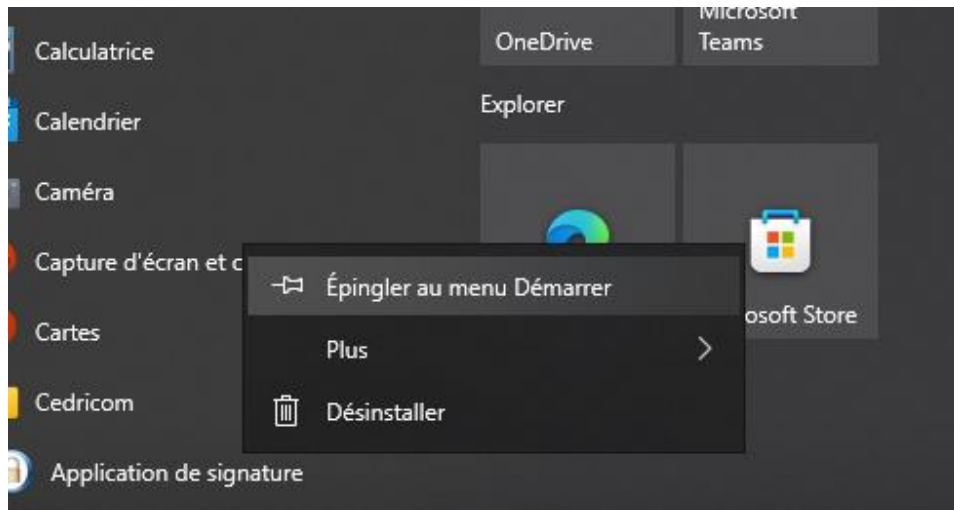 Calculatrice
Calendrier
Caméra
Capture d'écran et c
Cartes
Cedricom
Application de signature
OneDrive
Microsoft
Teams
Explorer
osoft Store
Épingler au menu Démarrer
Plus
Désinstaller